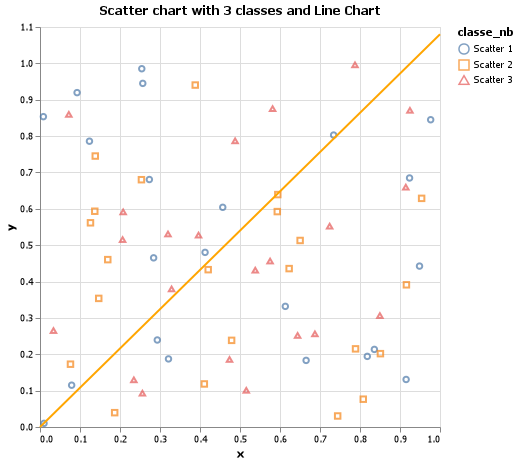 Scatter chart with 3 classes and Line Chart
classe_nb
Scatter 1
Scatter 2
Scatter 3
1.1
1.0
0.9
0.8
0.7
0.6
0.5
0.4
0.3
0.2
0.1
0.0
y
0.0 0.1 0.2 0.3 0.4 0.5 0.6 0.7 0.8 0.9 1.0
x